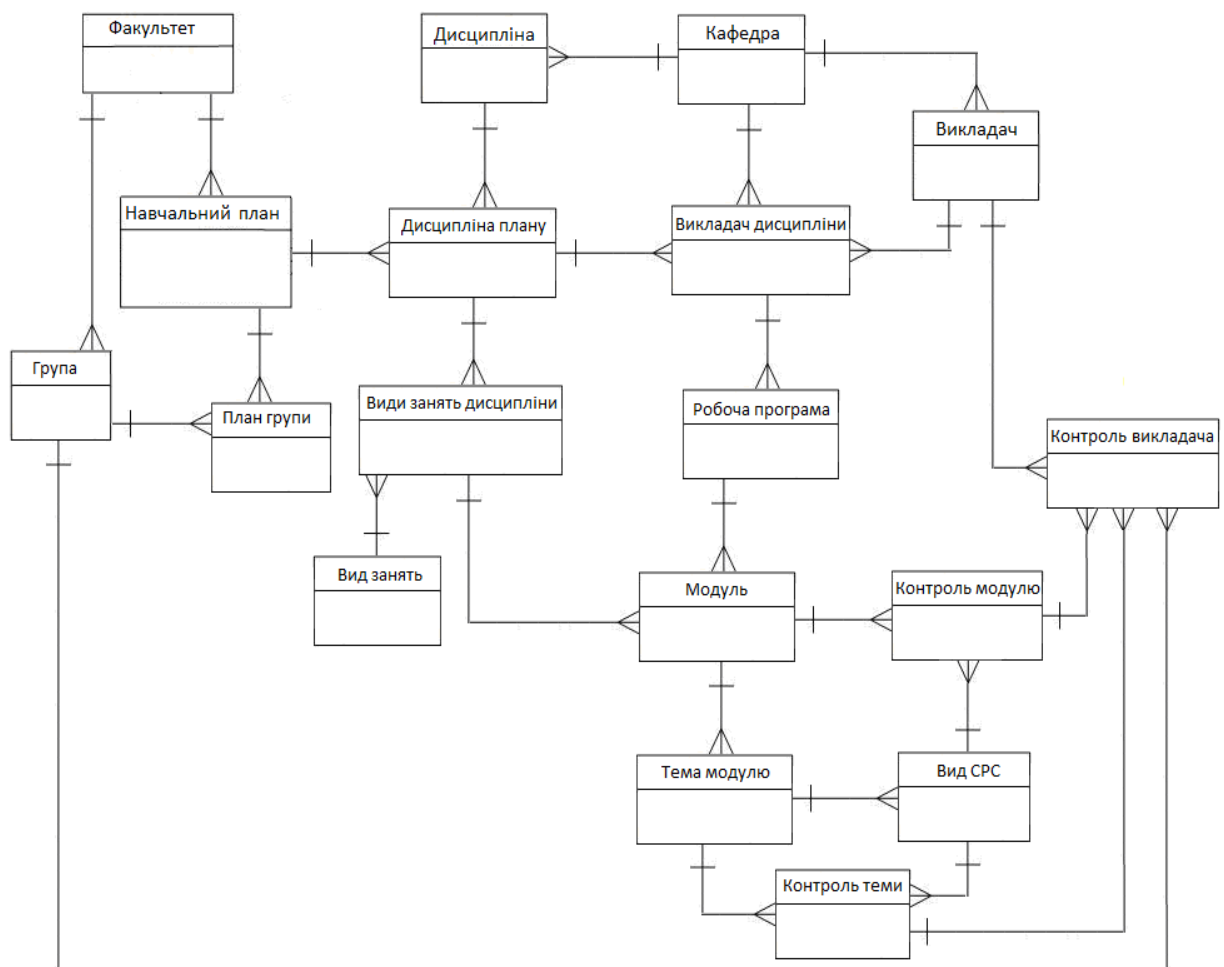 Факультет
Дисципліна
Кафедра
Викладач
Навчальний план
Дисципліна плану
Викладач дисципліни
Група
План групи
Види занять дисципліни
Робоча програма
Контроль викладача
Вид занять
Модуль
Контроль модулю
Тема модулю
Вид СРС
Контроль теми